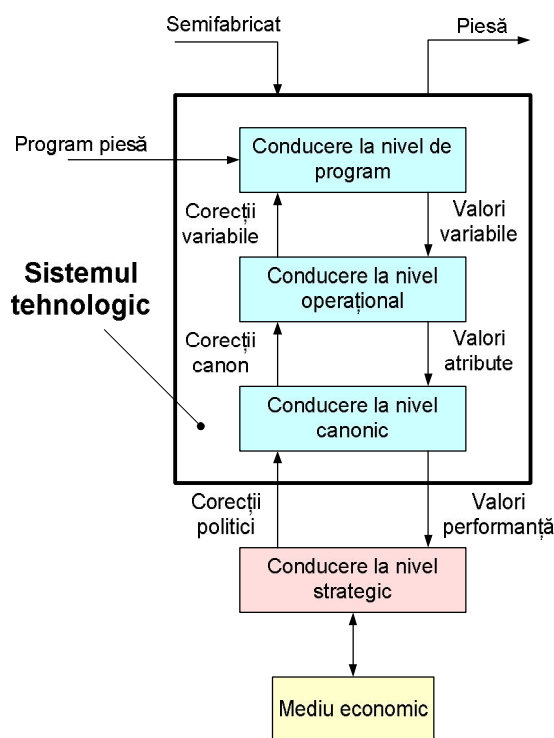 Semifabricat
Piesă
Program piesă
Conducere la nivel de
program
Corecții
variabile
Valori
variabile
Sistemul
tehnologic
Conducere la nivel
operațional
Corecții
canon
Valori
atribute
Conducere la nivel
canonic
Corecții
politici
Valori
performanță
Conducere la nivel
strategic
Mediu economic